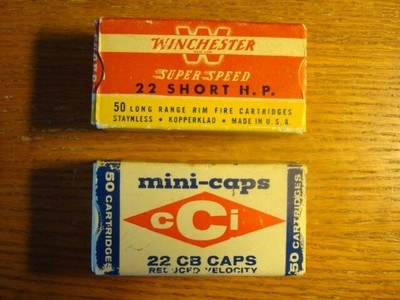 WINCHESTER
SUPER-SPEED
22 SHORT H.P.
50 LONG RANGE RIM FIRE CARTRIDGES
STAYNLESS • KOPPERKLAD • MADE IN U.S.A.
mini-caps
50 CARTRIDGES
CCi
50 CARTRIDGES
22 CB CAPS
REDUCED VELOCITY